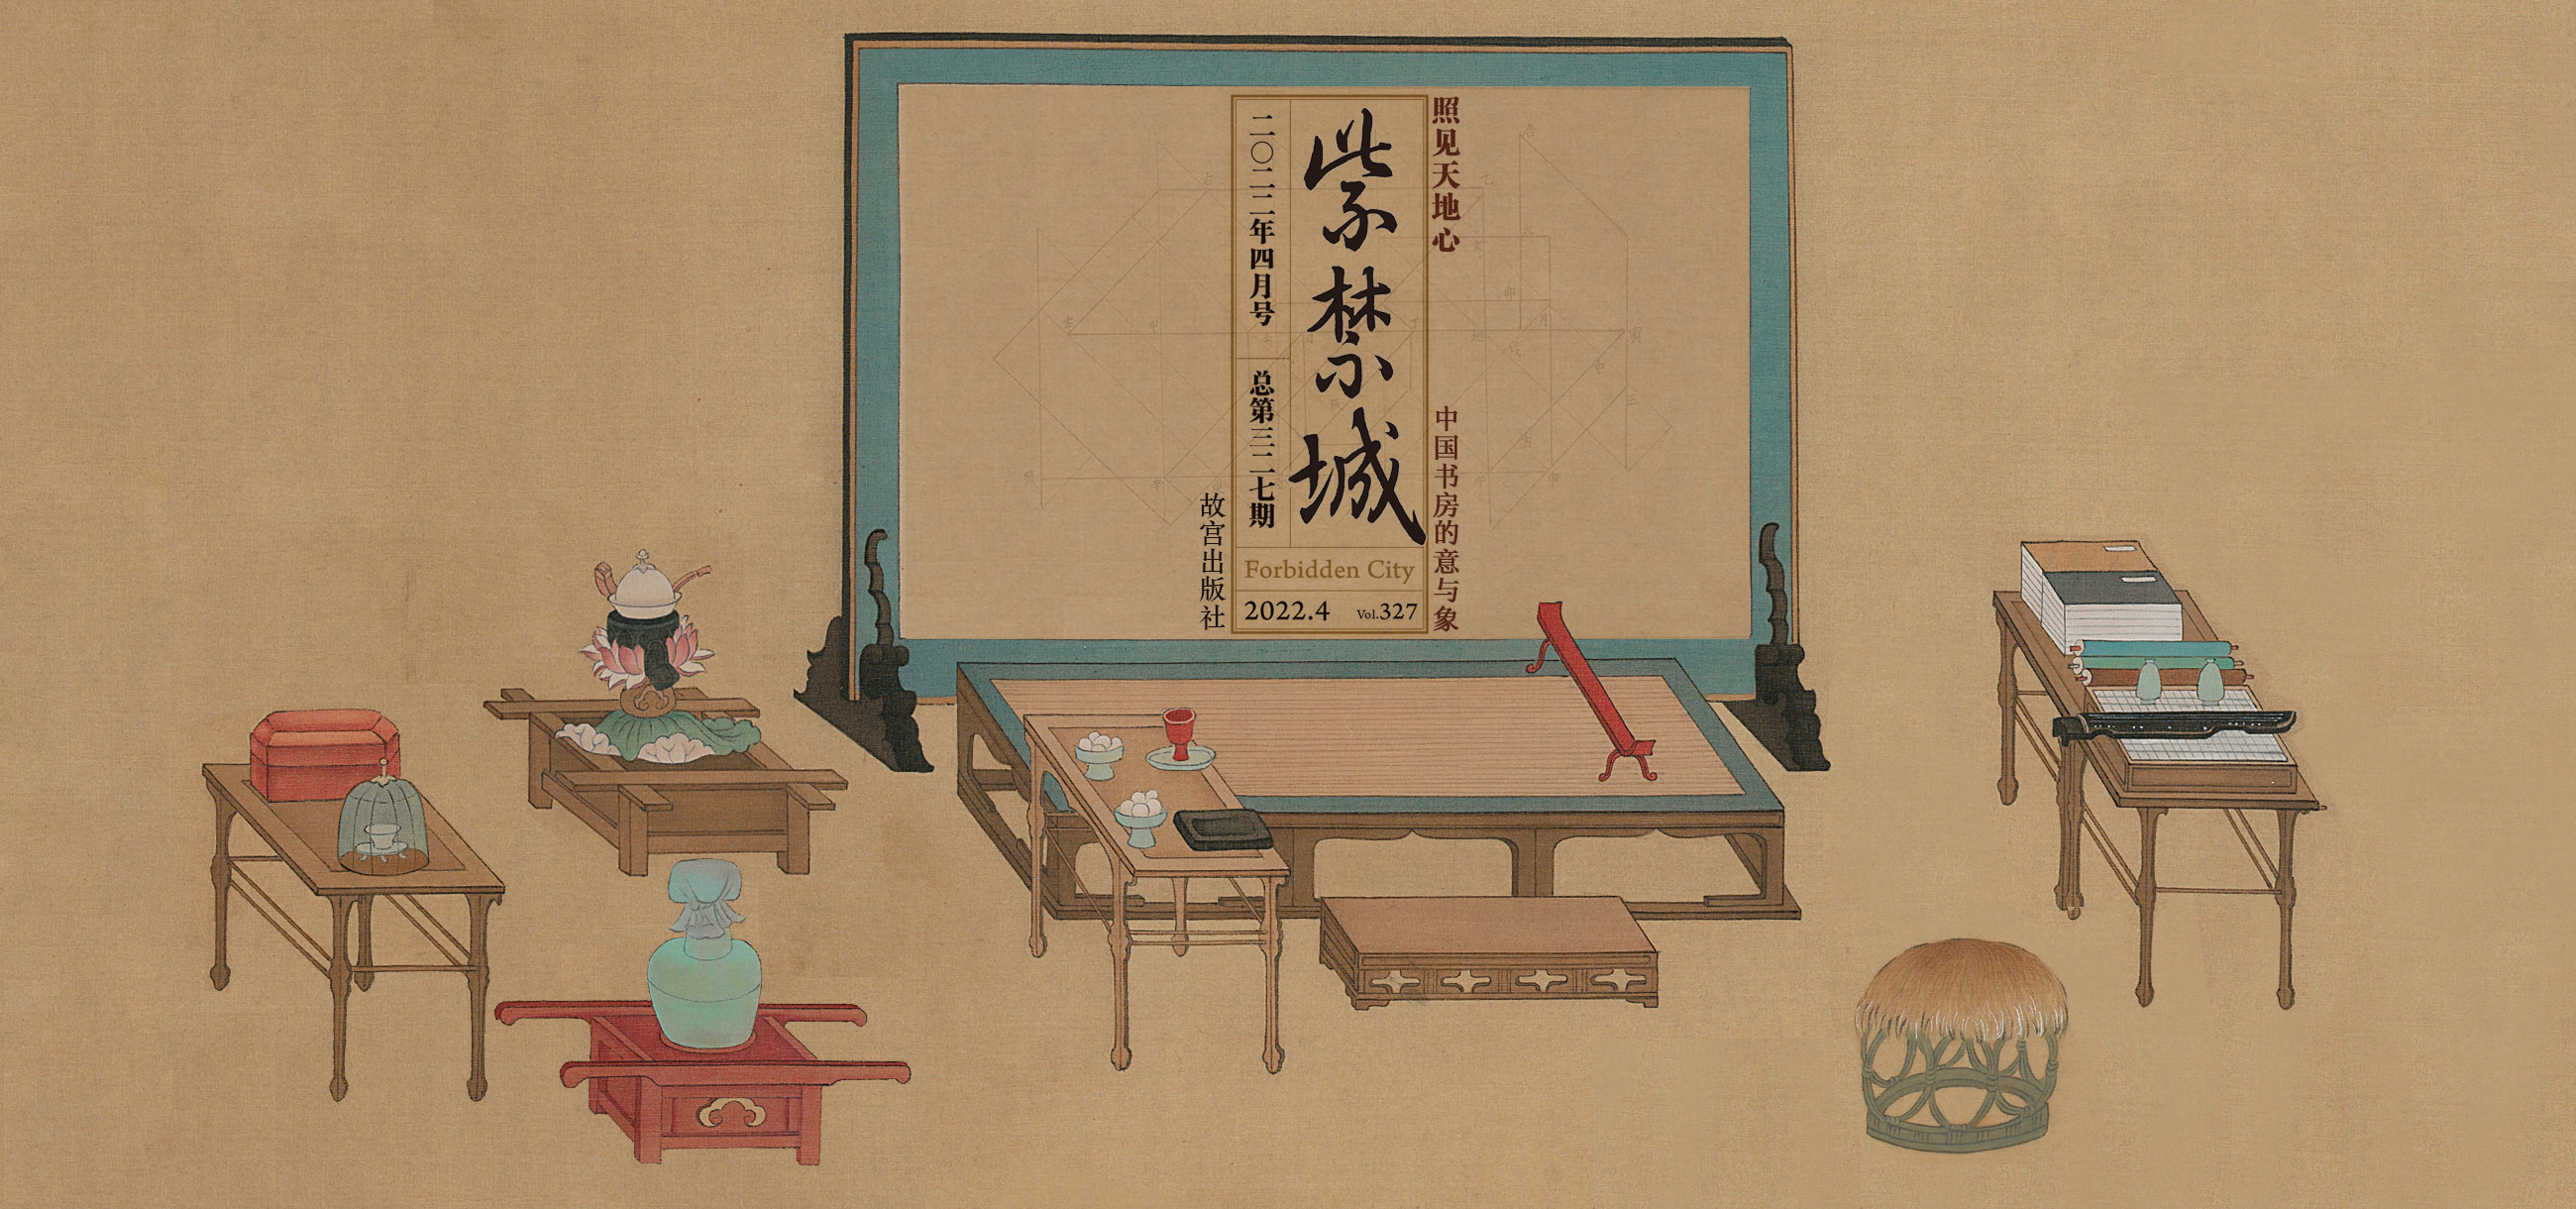 照见天地心
中国书房的意与象
紫禁城
二〇二二年四月号
总第三二七期
Forbidden City
2022.4 Vol.327
故宫出版社